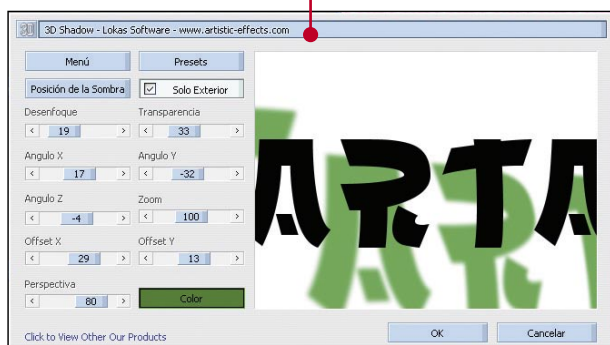 3D Shadow - Lokas Software - www.artistic-effects.com
Menú Presets
Posición de la Sombra Solo Exterior
Desenfoque Transparencia
19 33
Angulo X Angulo Y
17 -32
Angulo Z Zoom
-4 100
Offset X Offset Y
29 13
Perspectiva
80 Color
ARTA
Click to View Other Our Products OK Cancelar